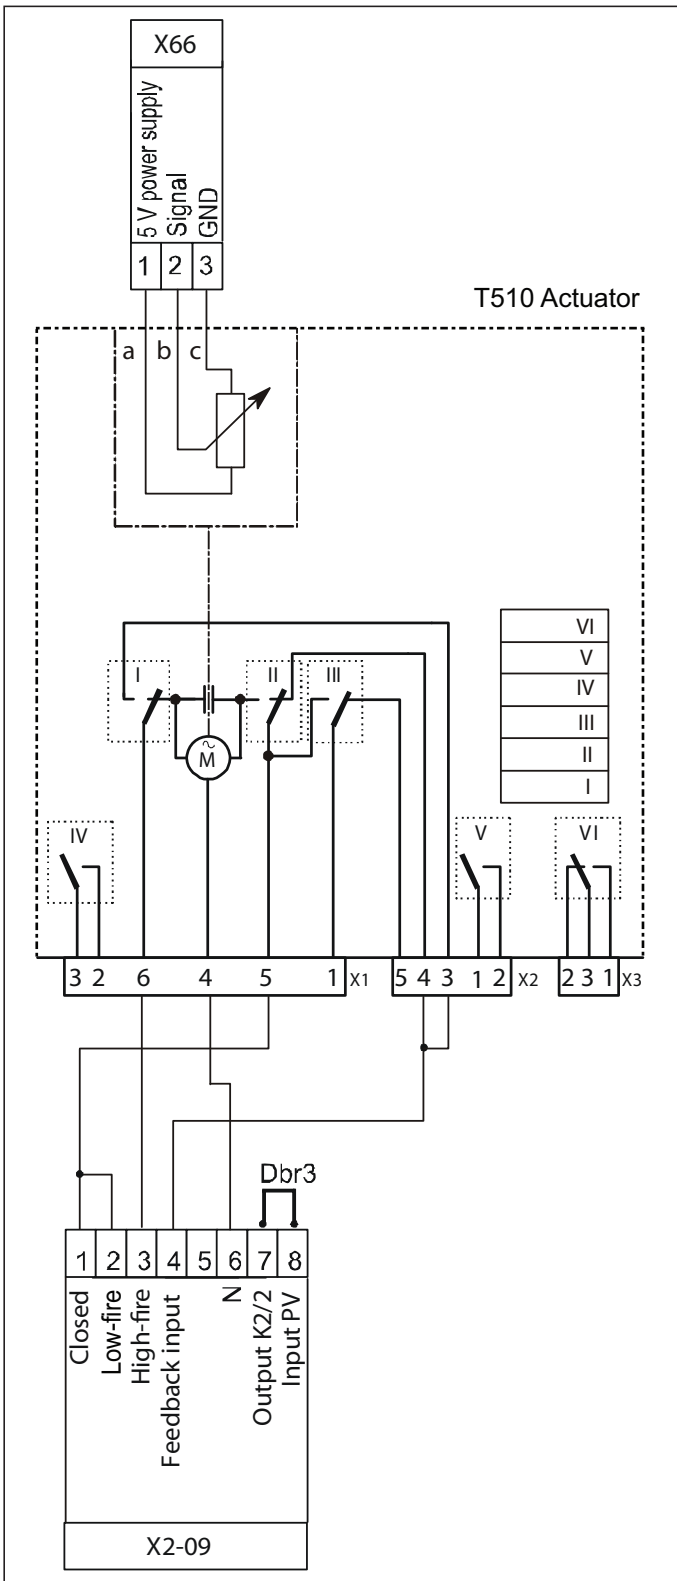 X66
5 V power supply
Signal
GND
1 2 3
T510 Actuator
a b c
I II III
~
M
VI
V
IV
III
II
I
IV
V
VI
3 2 6 4 5 1 X1
5 4 3 1 2 X2
2 3 1 X3
Dbr3
1 2 3 4 5 6 7 8
Closed
Low-fire
High-fire
Feedback input
N
Output K2/2
Input PV
X2-09